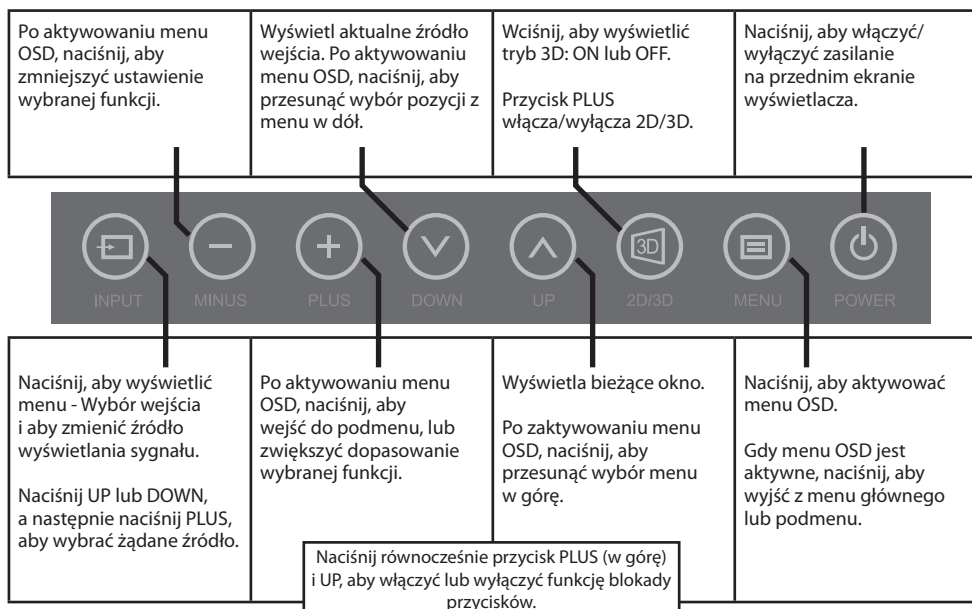 Po aktywowaniu menu
OSD, naciśnij, aby
zmniejszyć ustawienie
wybranej funkcji.
Wyświetl aktualne źródło
wejścia. Po aktywowaniu
menu OSD, naciśnij, aby
przesunąć wybór pozycji z
menu w dół.
Wciśnij, aby wyświetlić
tryb 3D: ON lub OFF.
Przycisk PLUS
włącza/wyłącza 2D/3D.
Naciśnij, aby włączyć/
wyłączyć zasilanie
na przednim ekranie
wyświetlacza.
3D
INPUT MINUS PLUS DOWN UP 2D/3D MENU POWER
Naciśnij, aby wyświetlić
menu - Wybór wejścia
i aby zmienić źródło
wyświetlania sygnału.
Naciśnij UP lub DOWN,
a następnie naciśnij PLUS,
aby wybrać żądane źródło.
Po aktywowaniu menu
OSD, naciśnij, aby
wejść do podmenu, lub
zwiększyć dopasowanie
wybranej funkcji.
Wyświetla bieżące okno.
Po zaktywowaniu menu
OSD, naciśnij, aby
przesunąć wybór menu
w górę.
Naciśnij, aby aktywować
menu OSD.
Gdy menu OSD jest
aktywne, naciśnij, aby
wyjść z menu głównego
lub podmenu.
Naciśnij równocześnie przycisk PLUS (w górę)
i UP, aby włączyć lub wyłączyć funkcję blokady
przycisków.